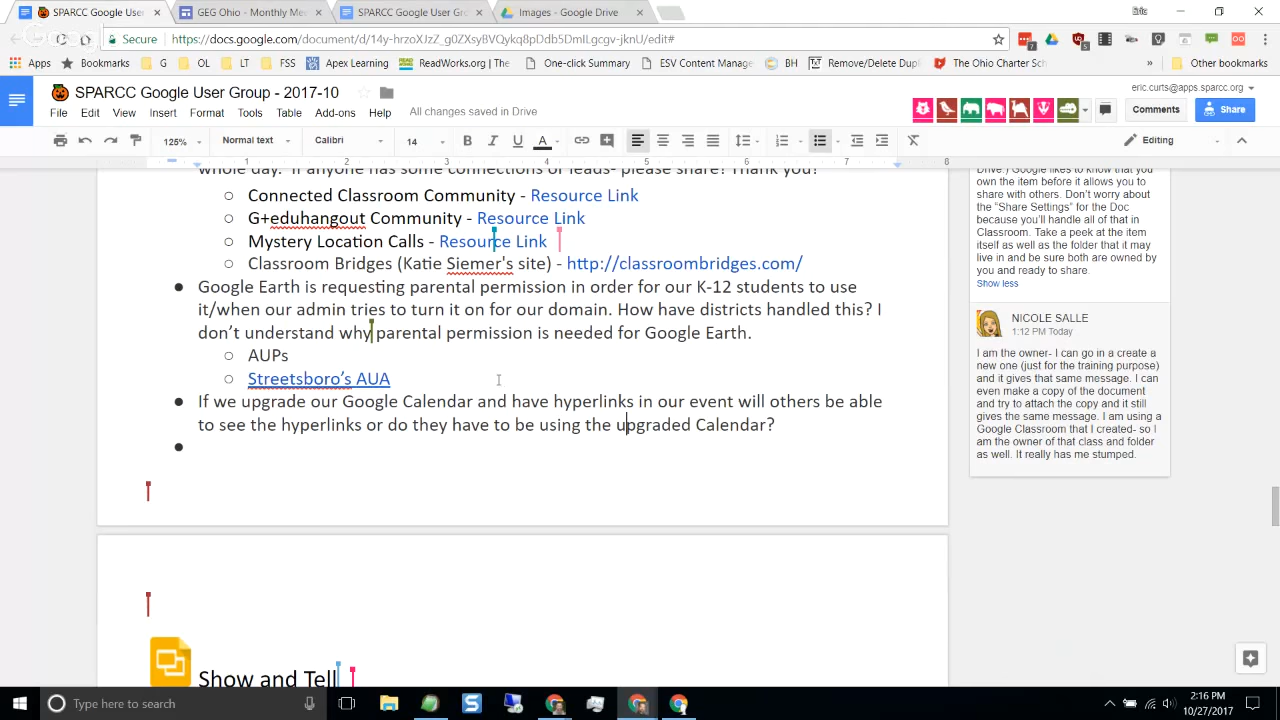 SPARCC Google User
GEG Ohio - Monthly Me
SPARCC Google User Gro
Images - Google Drive
Eric
Secure
https://docs.google.com/document/d/14y-hrzoXJzZ_g0ZXsyBVQykq8pDdb5DmILgcgv-jknU/edit#
Apps
Bookmarks
G
OL
LT
FSS
Apex Learning
ReadWorks.org | The
One-click Summary
ESV Content Manage
BH
Remove/Delete Dup
The Ohio Charter Sch
»
Other bookmarks
SPARCC Google User Group - 2017-10
eric.curts@apps.sparcc.org
File Edit View Insert Format Tools Table Add-ons Help
All changes saved in Drive
Comments
Share
125%
Normal text
Calibri
14
B I U A
Editing
1 2 3 4 5 6 7 8
whole day. If anyone has some connections or leads- please share! Thank you!
Connected Classroom Community - Resource Link
G+eduhangout Community - Resource Link
Mystery Location Calls - Resource Link
Classroom Bridges (Katie Siemer's site) - http://classroombridges.com/
Google Earth is requesting parental permission in order for our K-12 students to use
it/when our admin tries to turn it on for our domain. How have districts handled this? I
don't understand why parental permission is needed for Google Earth.
AUPs
Streetsboro's AUA
If we upgrade our Google Calendar and have hyperlinks in our event will others be able
to see the hyperlinks or do they have to be using the upgraded Calendar?
Show and Tell
Drive.) Google likes to know that you
own the item before it allows you to
share with others. Don't worry about
the "Share Settings" for the Doc
because you'll handle all of that in
Classroom. Take a peek at the item
itself as well as the folder that it may
live in and be sure both are owned by
you and ready to share.
Show less
NICOLE SALLE
1:12 PM Today
I am the owner- I can go in a create a
new one (just for the training purpose)
and it gives that same message. I can
even make a copy of the document
and try to attach the copy and it still
gives the same message. I am using a
Google Classroom that I created- so I
am the owner of that class and folder
as well. It really has me stumped.
Type here to search
2:16 PM
10/27/2017